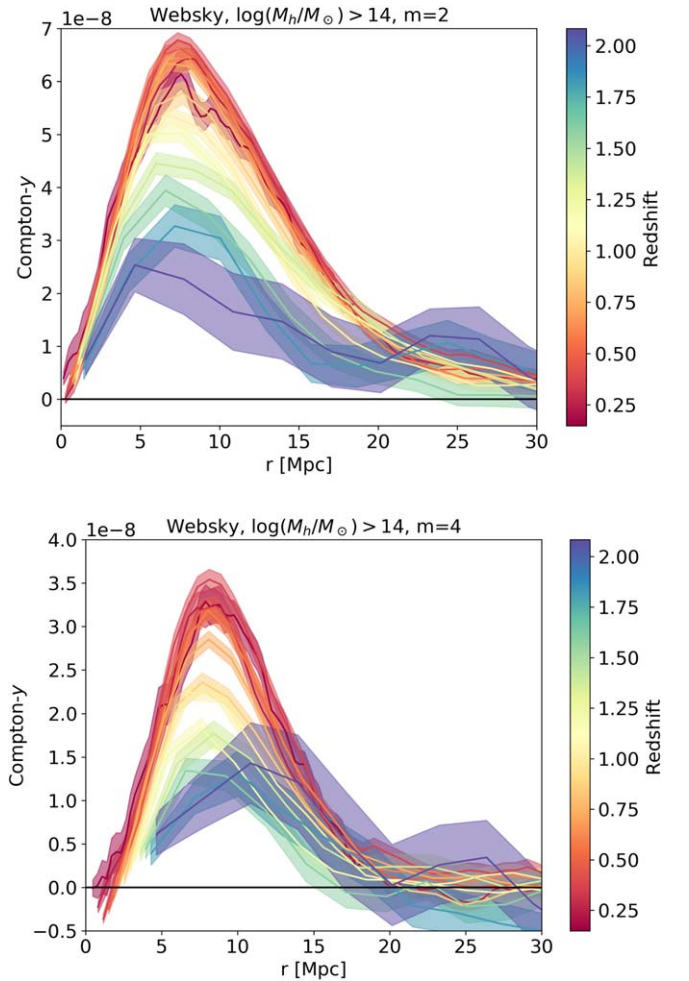 Websky, log(M_h/M_⊙) > 14, m=2
1e−8
7
6
5
4
3
2
1
0
Compton-y
0 5 10 15 20 25 30
r [Mpc]
2.00
1.75
1.50
1.25
1.00
0.75
0.50
0.25
Redshift
Websky, log(M_h/M_⊙) > 14, m=4
1e−8
4.0
3.5
3.0
2.5
2.0
1.5
1.0
0.5
0.0
−0.5
Compton-y
0 5 10 15 20 25 30
r [Mpc]
2.00
1.75
1.50
1.25
1.00
0.75
0.50
0.25
Redshift